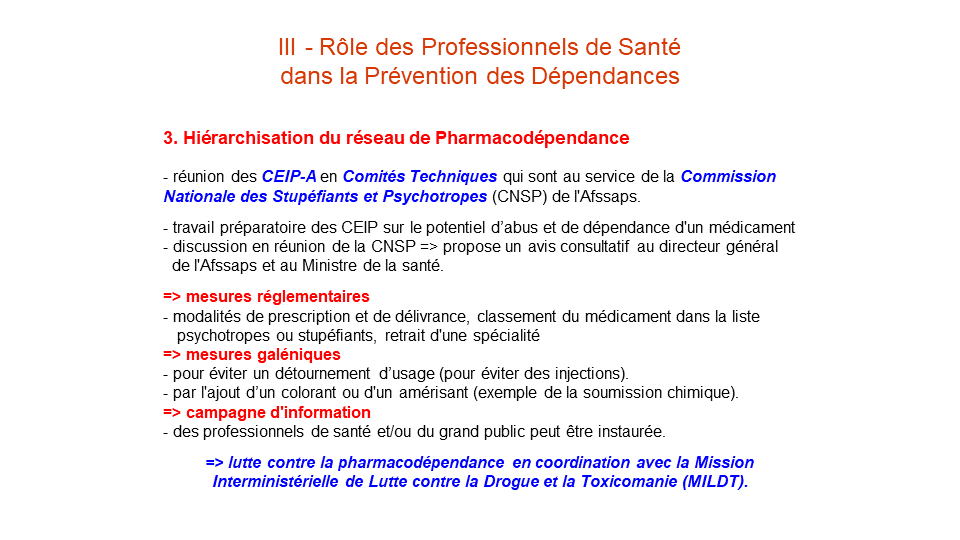 III - Rôle des Professionnels de Santé
dans la Prévention des Dépendances
3. Hiérarchisation du réseau de Pharmacodépendance
- réunion des CEIP-A en Comités Techniques qui sont au service de la Commission
Nationale des Stupéfiants et Psychotropes (CNSP) de l'Afssaps.
- travail préparatoire des CEIP sur le potentiel d’abus et de dépendance d'un médicament
- discussion en réunion de la CNSP => propose un avis consultatif au directeur général
de l'Afssaps et au Ministre de la santé.
=> mesures réglementaires
- modalités de prescription et de délivrance, classement du médicament dans la liste
psychotropes ou stupéfiants, retrait d'une spécialité
=> mesures galéniques
- pour éviter un détournement d’usage (pour éviter des injections).
- par l'ajout d’un colorant ou d'un amérisant (exemple de la soumission chimique).
=> campagne d'information
- des professionnels de santé et/ou du grand public peut être instaurée.
=> lutte contre la pharmacodépendance en coordination avec la Mission
Interministérielle de Lutte contre la Drogue et la Toxicomanie (MILDT).